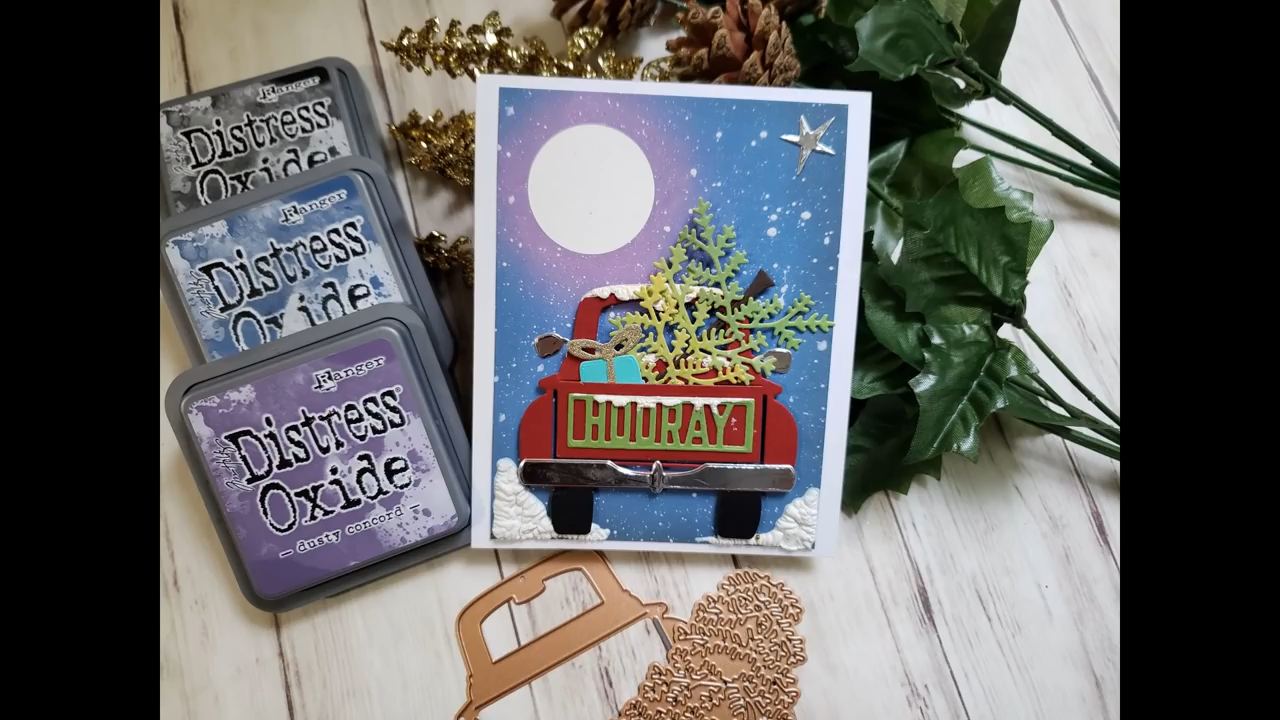 Ranger
Distress
Oxide
Ranger
Distress
Oxide
Ranger
Distress®
Oxide
— dusty concord —
HOORAY